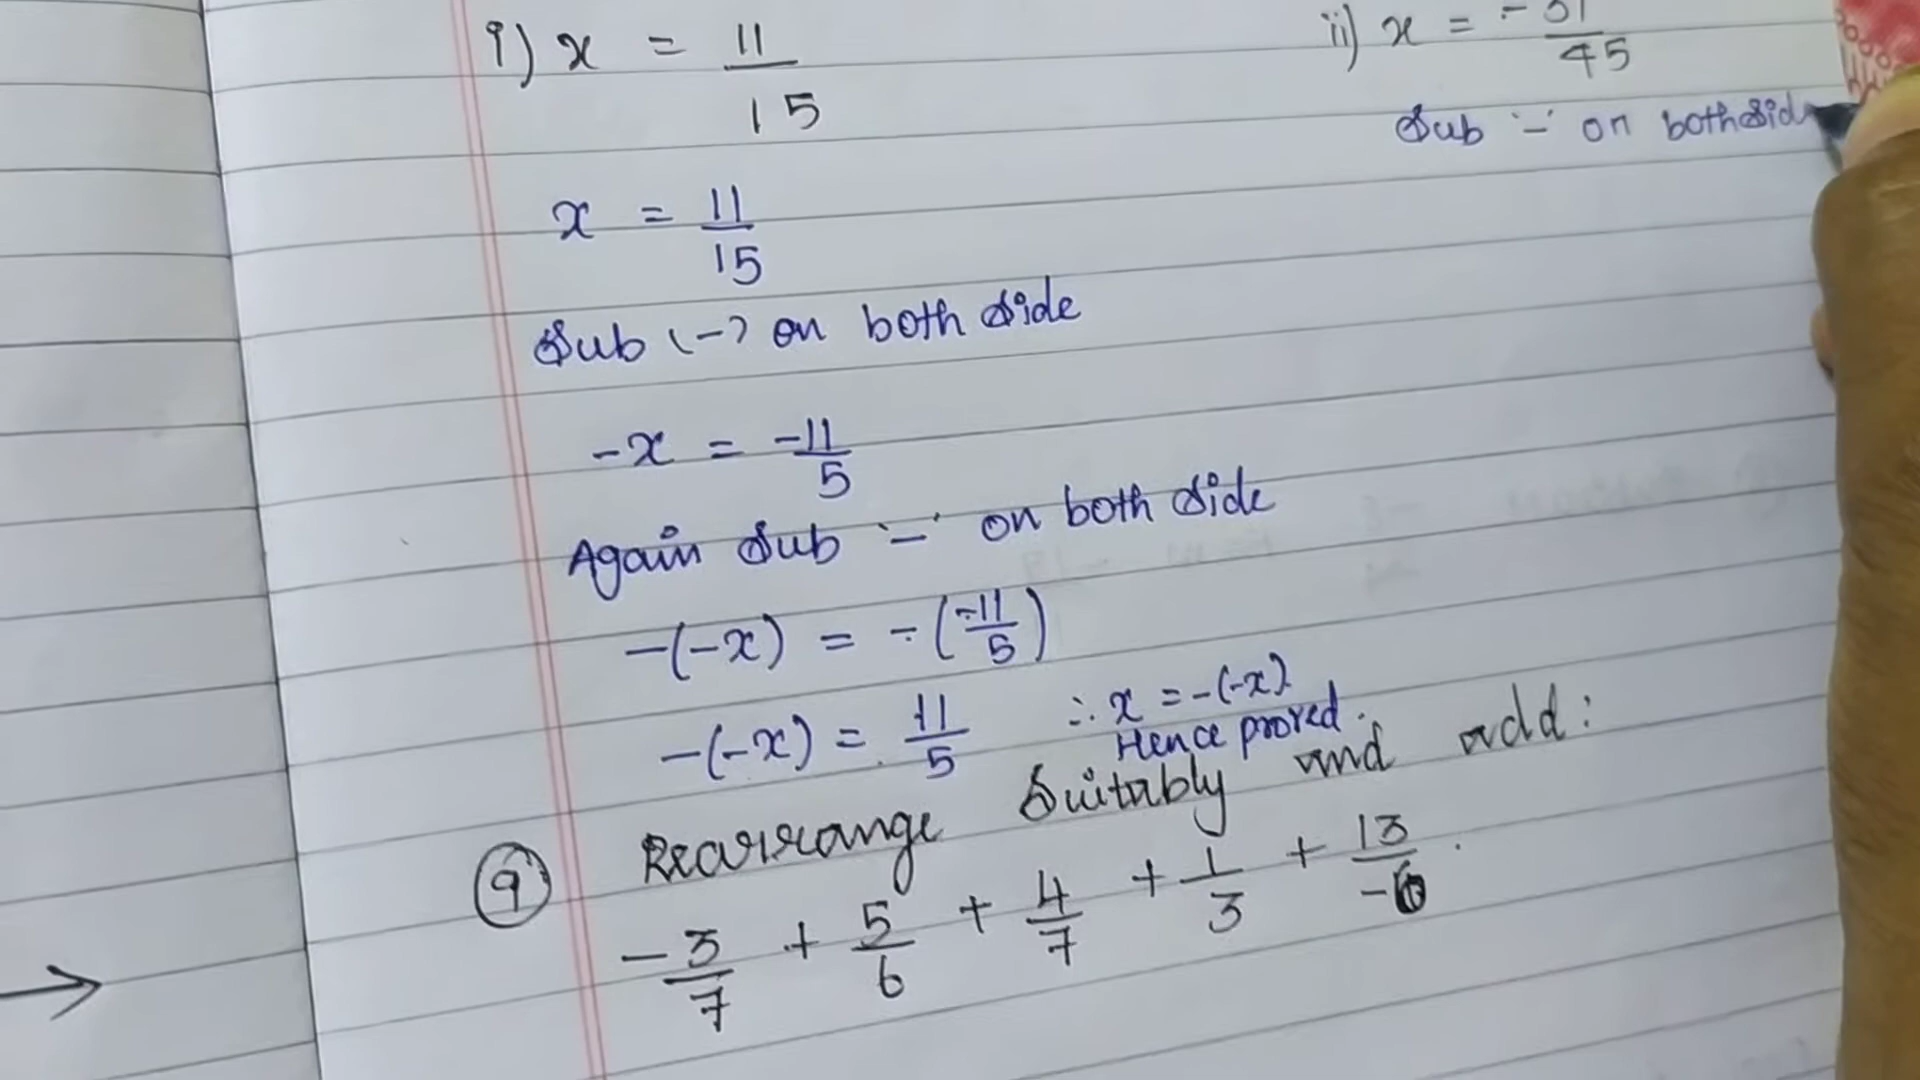 i) x = 11/15
ii) x = -31/45
Sub '-' on both side
x = 11/15
Sub (-) on both side
-x = -11/5
Again Sub '-' on both side
-(-x) = -(-11/5)
-(-x) = 11/5 ∴ x = -(-x)
Hence proved.
9 Rearrange Suitably and add:
-3/7 + 5/6 + 4/7 + 1/3 + 13/-6.